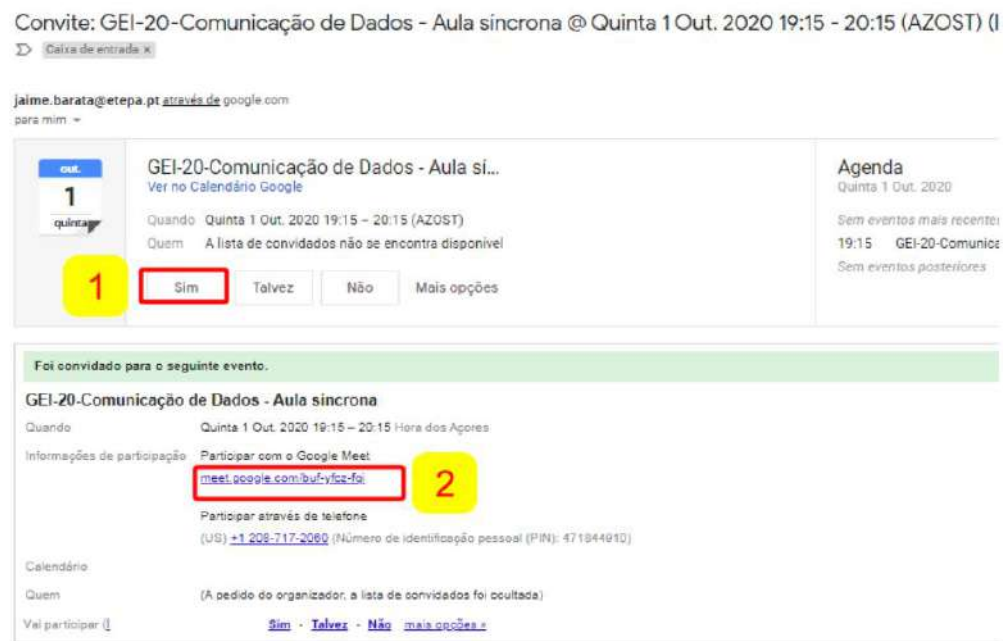 Convite: GEI-20-Comunicação de Dados - Aula síncrona @ Quinta 1 Out. 2020 19:15 - 20:15 (AZOST) (
Caixa de entrada x
jaime.barata@etepa.pt através de google.com
para mim
out.
1
quinta
GEI-20-Comunicação de Dados - Aula sí...
Ver no Calendário Google
Quando Quinta 1 Out. 2020 19:15 – 20:15 (AZOST)
Quem A lista de convidados não se encontra disponível
Sim Talvez Não Mais opções
1
Agenda
Quinta 1 Out. 2020
Sem eventos mais recente
19:15 GEI-20-Comunica
Sem eventos posteriores
Foi convidado para o seguinte evento.
GEI-20-Comunicação de Dados - Aula síncrona
Quando Quinta 1 Out. 2020 19:15 – 20:15 Hora dos Açores
Informações de participação Participar com o Google Meet
meet.google.com/buf-yfcz-fqj
2
Participar através de telefone
(US) +1 208-717-2060 (Número de identificação pessoal (PIN): 471844910)
Calendário
Quem (A pedido do organizador, a lista de convidados foi ocultada)
Vai participar ( Sim - Talvez - Não mais opções »